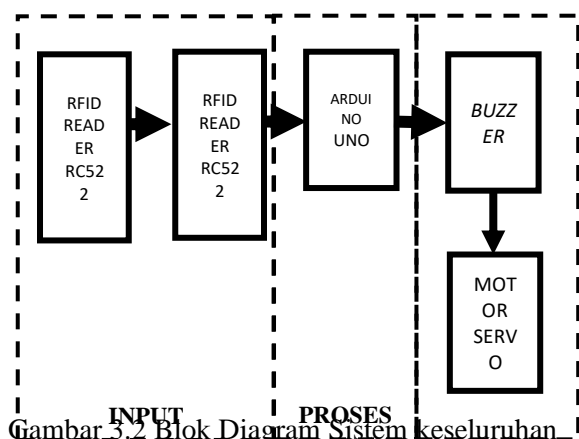 RFID
READ
ER
RC52
2
RFID
READ
ER
RC52
2
ARDUI
NO
UNO
BUZZ
ER
MOT
OR
SERV
O
INPUT
PROSES
Gambar 3.2 Blok Diagram Sistem keseluruhan